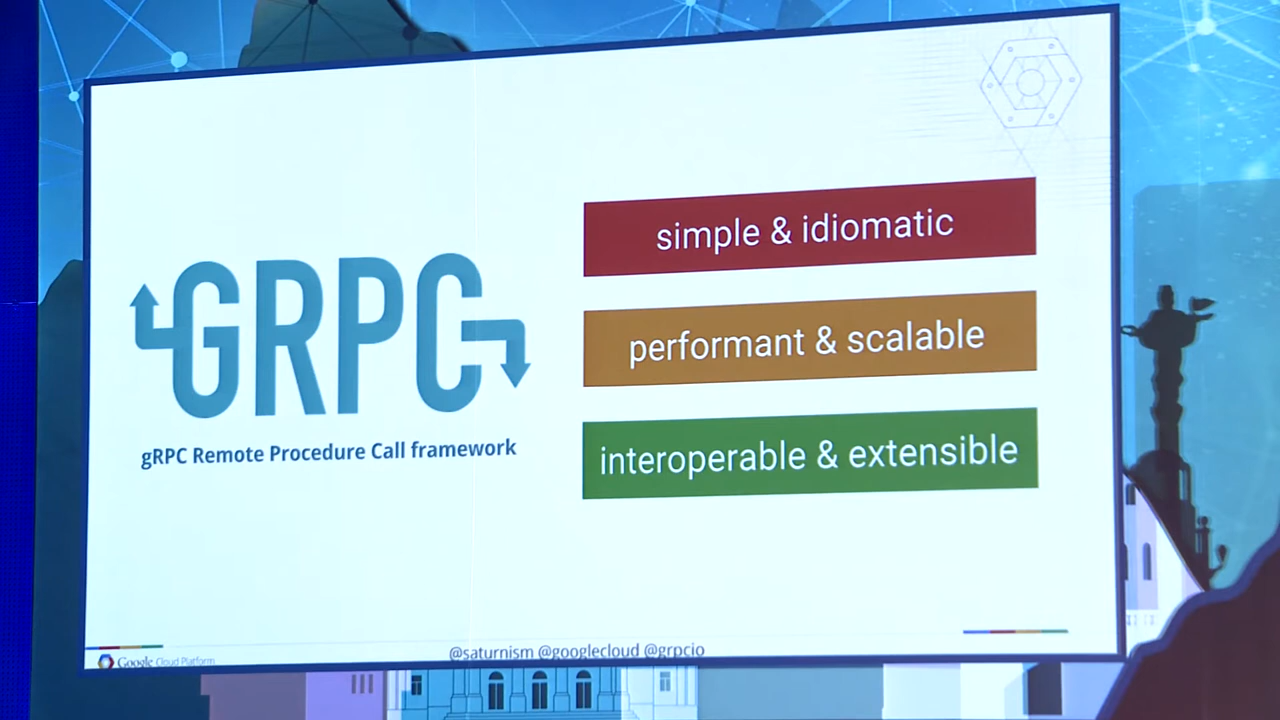 GRPC
gRPC Remote Procedure Call framework
simple & idiomatic
performant & scalable
interoperable & extensible
Google Cloud Platform
@saturnism @googlecloud @grpcio